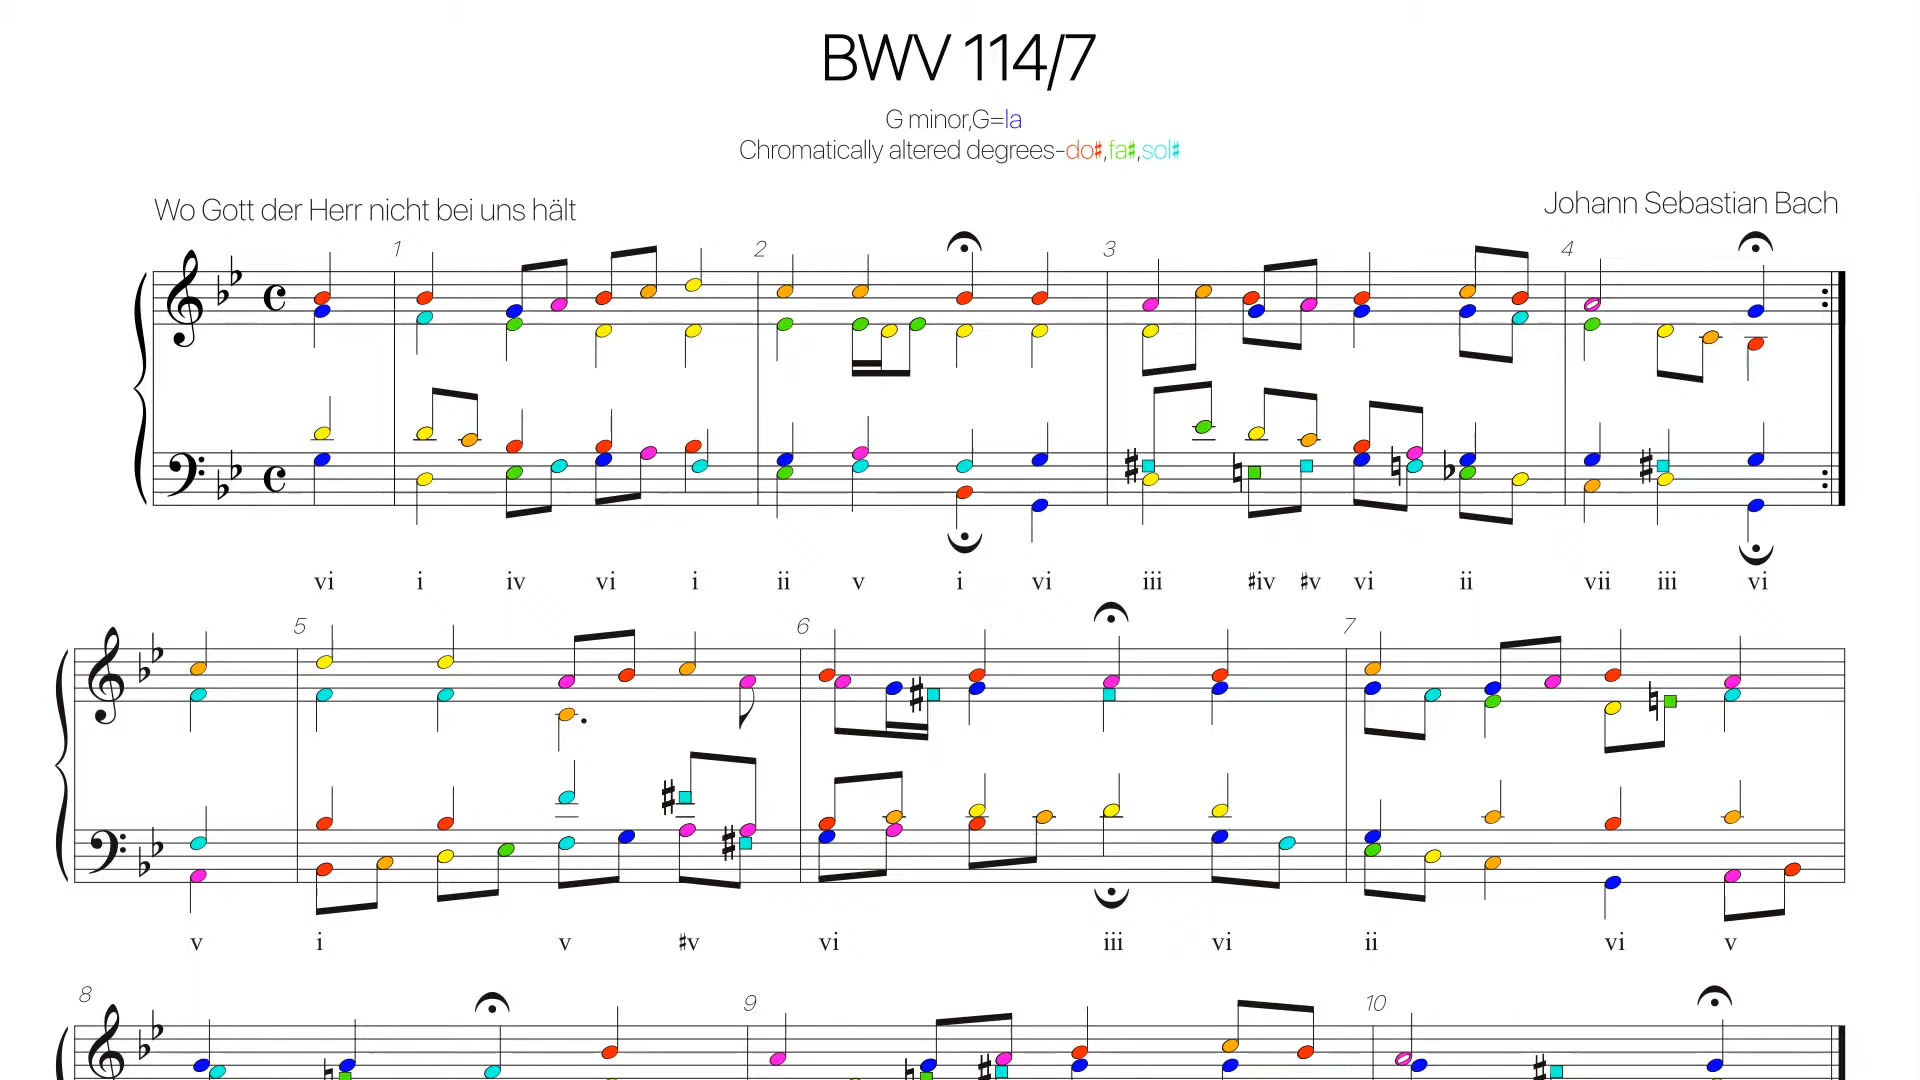 BWV 114/7
G minor,G=la
Chromatically altered degrees-do♯,fa♯,sol♯
Wo Gott der Herr nicht bei uns hält
Johann Sebastian Bach
1 2 3 4
vi i iv vi i ii v i vi iii ♯iv ♯v vi ii vii iii vi
5 6 7
v i v ♯v vi iii vi ii vi v
8 9 10